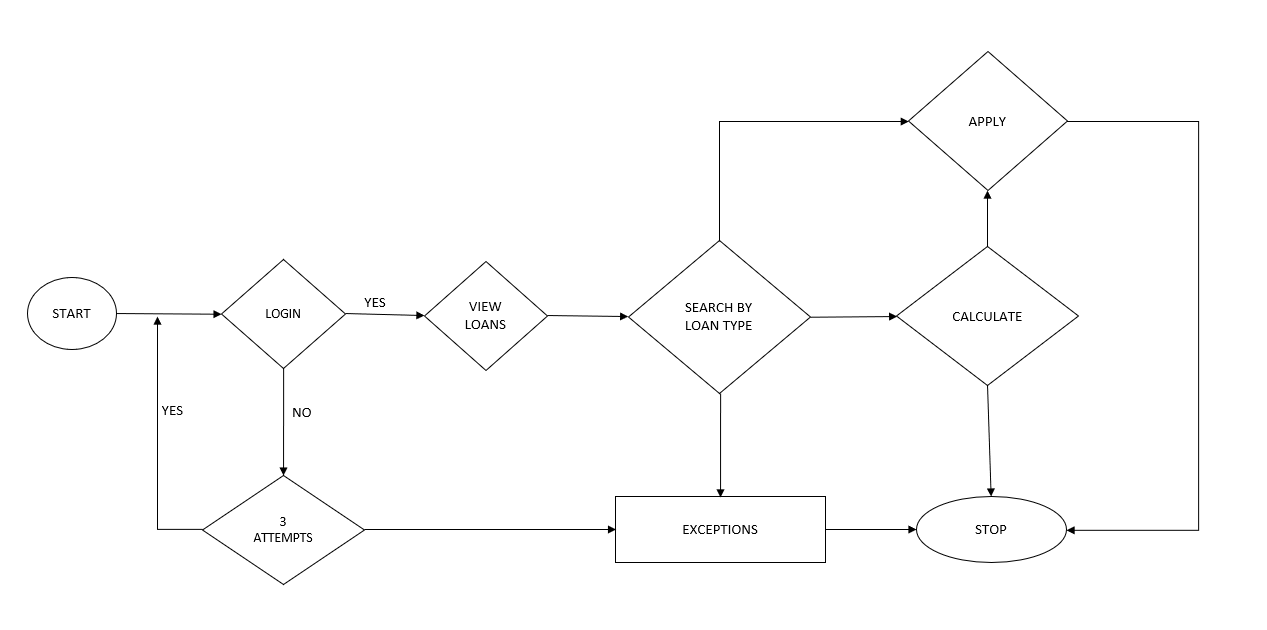 APPLY
YES
START
LOGIN
VIEW
LOANS
SEARCH BY
LOAN TYPE
CALCULATE
YES
NO
3
ATTEMPTS
EXCEPTIONS
STOP